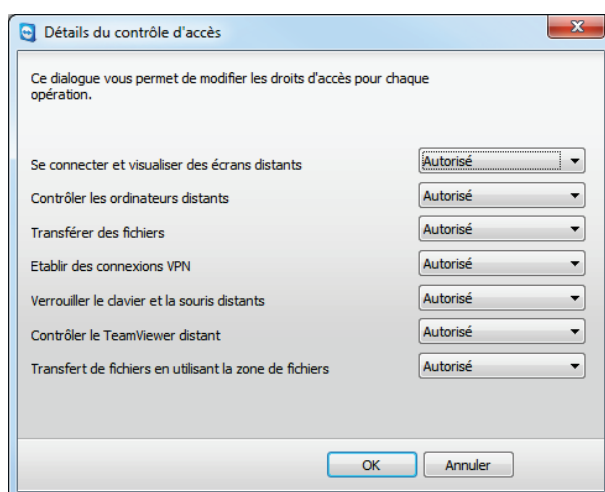 Détails du contrôle d'accès
Ce dialogue vous permet de modifier les droits d'accès pour chaque
opération.
Se connecter et visualiser des écrans distants Autorisé
Contrôler les ordinateurs distants Autorisé
Transférer des fichiers Autorisé
Etablir des connexions VPN Autorisé
Verrouiller le clavier et la souris distants Autorisé
Contrôler le TeamViewer distant Autorisé
Transfert de fichiers en utilisant la zone de fichiers Autorisé
OK Annuler